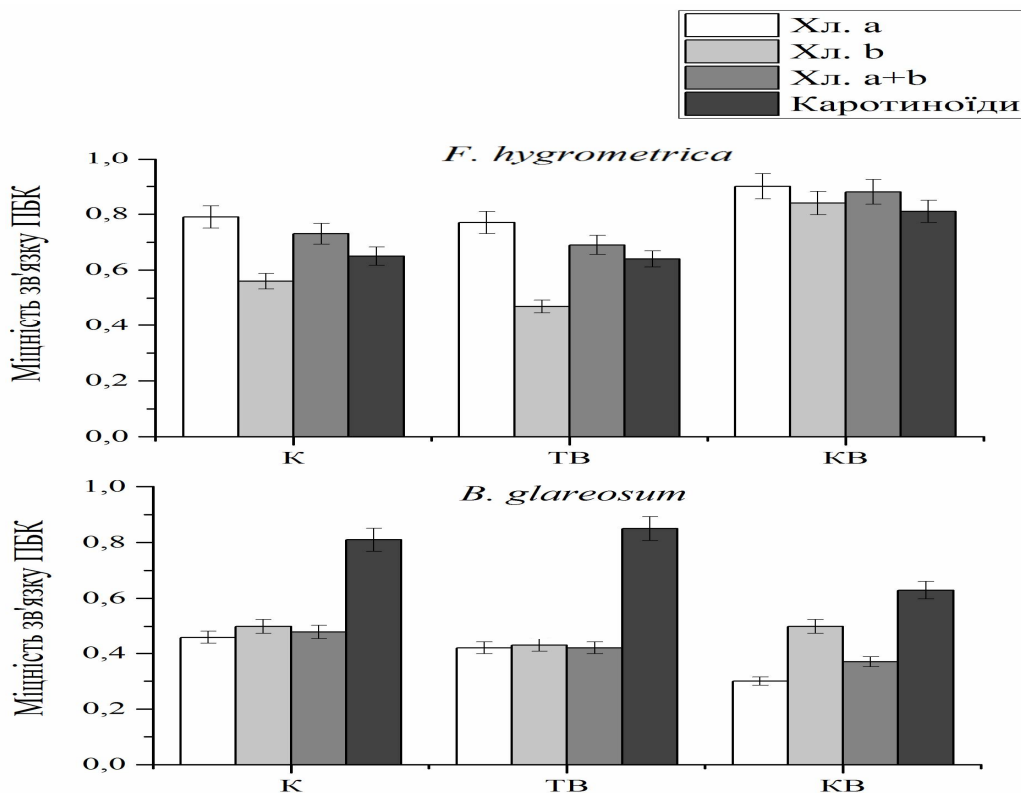 Хл. a
Хл. b
Хл. a+b
Каротиноїди
F. hygrometrica
Міцність зв'язку ПБК
1,0
0,8
0,6
0,4
0,2
0,0
К
ТВ
КВ
B. glareosum
Міцність зв'язку ПБК
1,0
0,8
0,6
0,4
0,2
0,0
К
ТВ
КВ